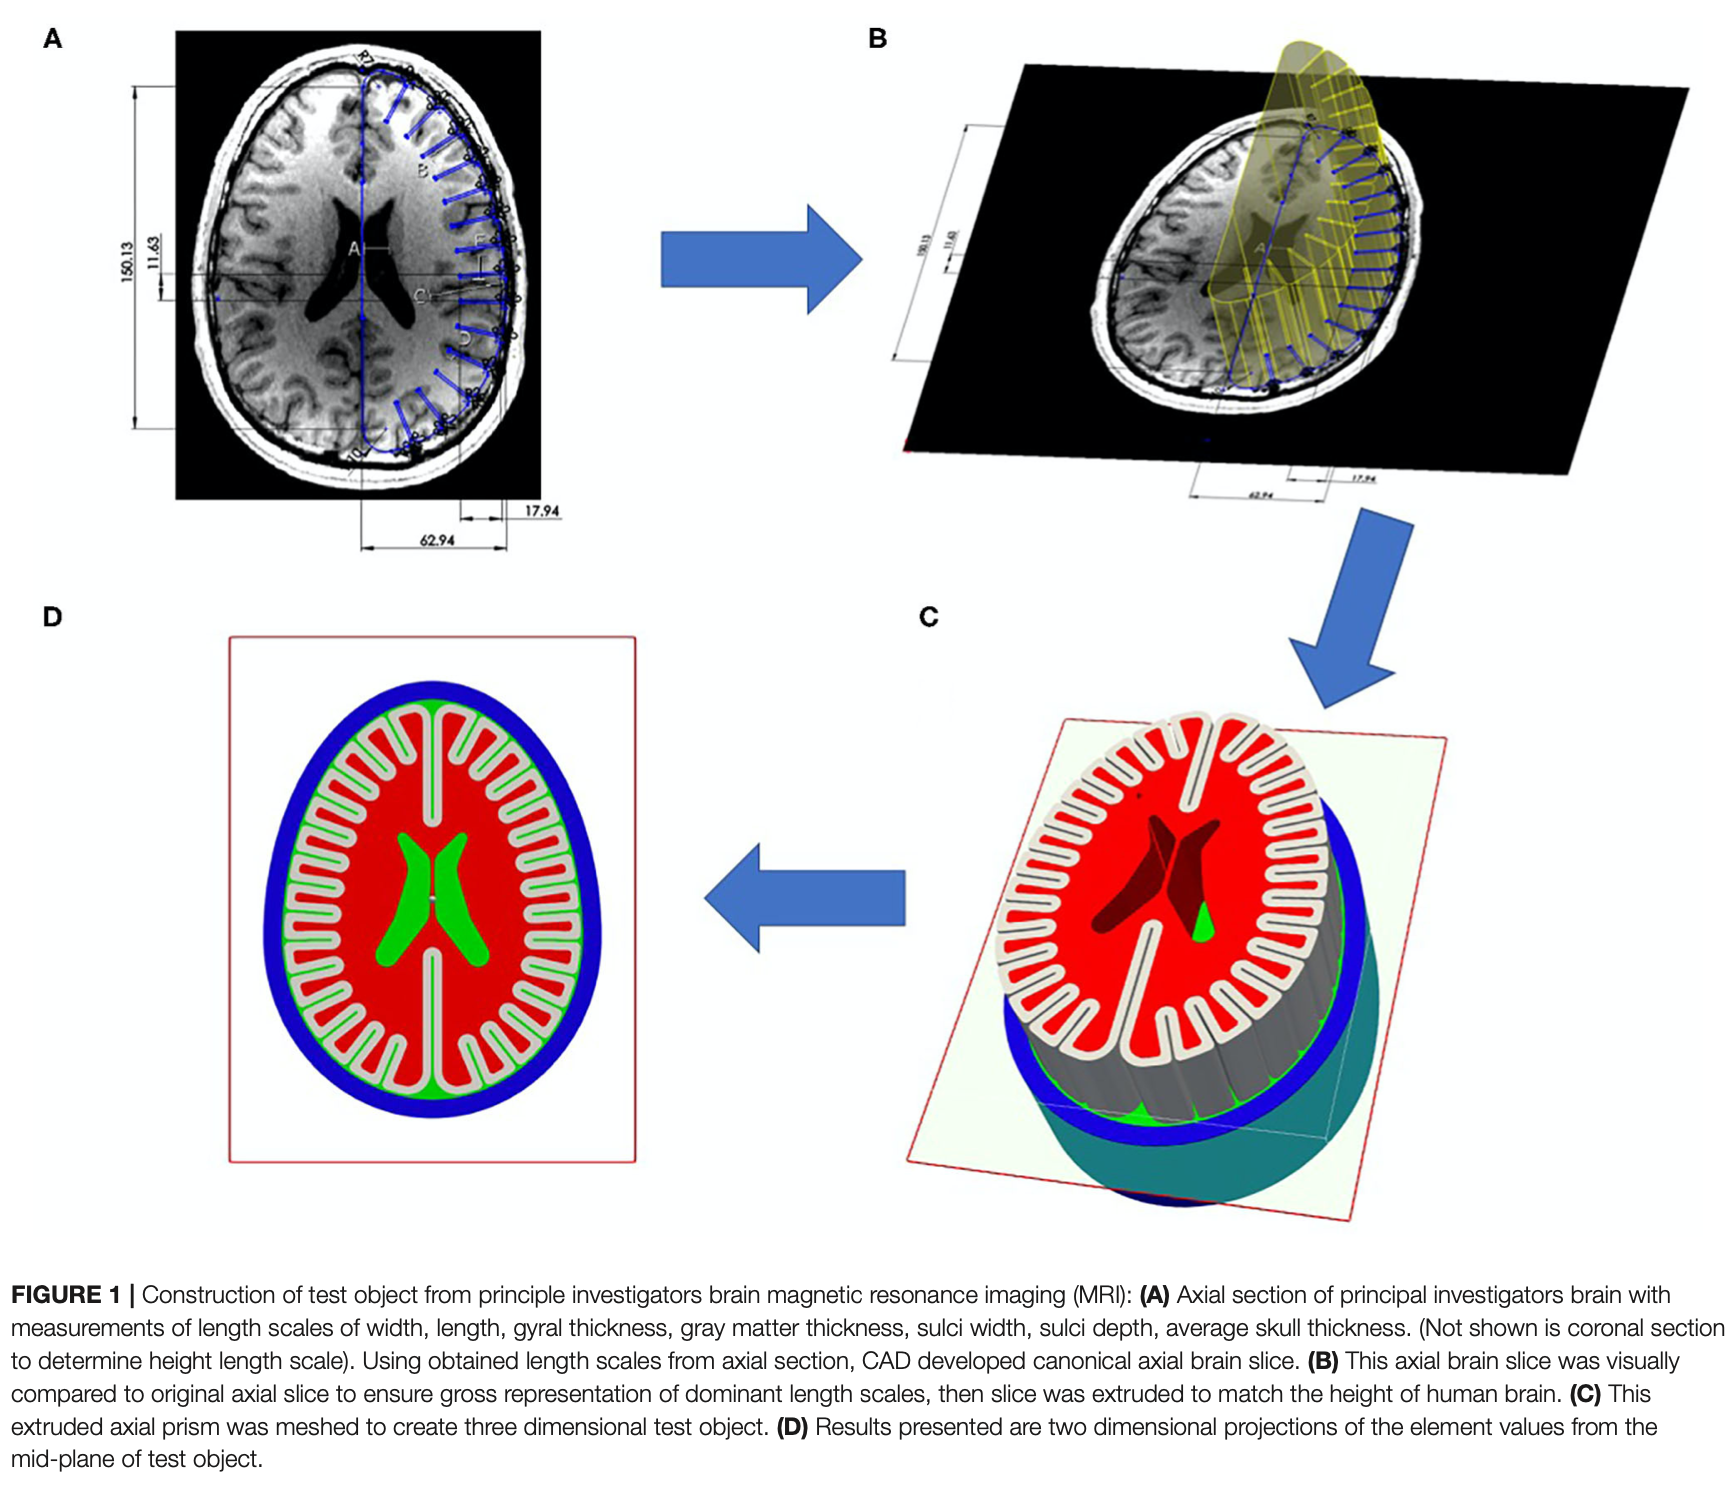 A
B
150.13
11.63
A
B
C
D
E
17.94
62.94
150.13
11.63
A
17.94
62.94
D
C
FIGURE 1 | Construction of test object from principle investigators brain magnetic resonance imaging (MRI): (A) Axial section of principal investigators brain with
measurements of length scales of width, length, gyral thickness, gray matter thickness, sulci width, sulci depth, average skull thickness. (Not shown is coronal section
to determine height length scale). Using obtained length scales from axial section, CAD developed canonical axial brain slice. (B) This axial brain slice was visually
compared to original axial slice to ensure gross representation of dominant length scales, then slice was extruded to match the height of human brain. (C) This
extruded axial prism was meshed to create three dimensional test object. (D) Results presented are two dimensional projections of the element values from the
mid-plane of test object.